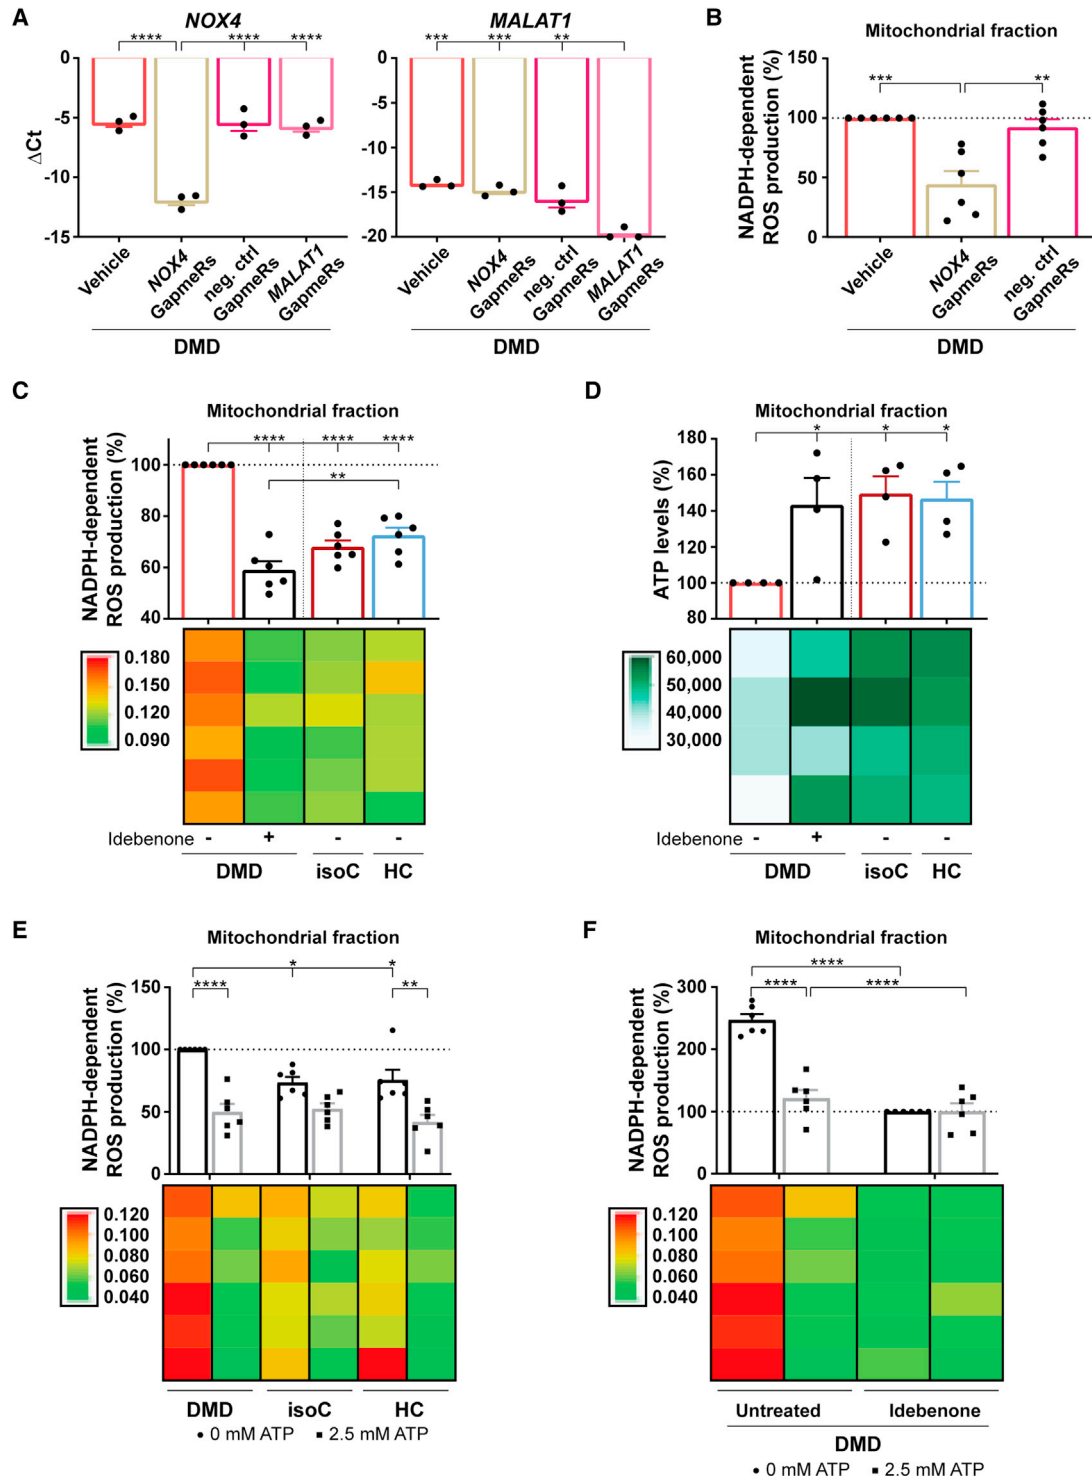 A
NOX4
MALAT1
**** **** ****
*** *** **
ΔCt
0
-5
-10
-15
0
-5
-10
-15
-20
Vehicle
NOX4 GapmeRs
neg. ctrl GapmeRs
MALAT1 GapmeRs
DMD
Vehicle
NOX4 GapmeRs
neg. ctrl GapmeRs
MALAT1 GapmeRs
DMD
B
Mitochondrial fraction
NADPH-dependent
ROS production (%)
150
100
50
0
*** **
Vehicle
NOX4 GapmeRs
neg. ctrl GapmeRs
DMD
C
Mitochondrial fraction
NADPH-dependent
ROS production (%)
**** **** ****
**
100
80
60
40
0.180
0.150
0.120
0.090
Idebenone - + - -
DMD isoC HC
D
Mitochondrial fraction
ATP levels (%)
* * *
180
160
140
120
100
80
60,000
50,000
40,000
30,000
- + - -
DMD isoC HC
E
Mitochondrial fraction
NADPH-dependent
ROS production (%)
* *
**** **
150
100
50
0
0.120
0.100
0.080
0.060
0.040
DMD isoC HC
● 0 mM ATP ■ 2.5 mM ATP
F
Mitochondrial fraction
NADPH-dependent
ROS production (%)
****
**** ****
300
200
100
0
0.120
0.100
0.080
0.060
0.040
Untreated Idebenone
DMD
● 0 mM ATP ■ 2.5 mM ATP